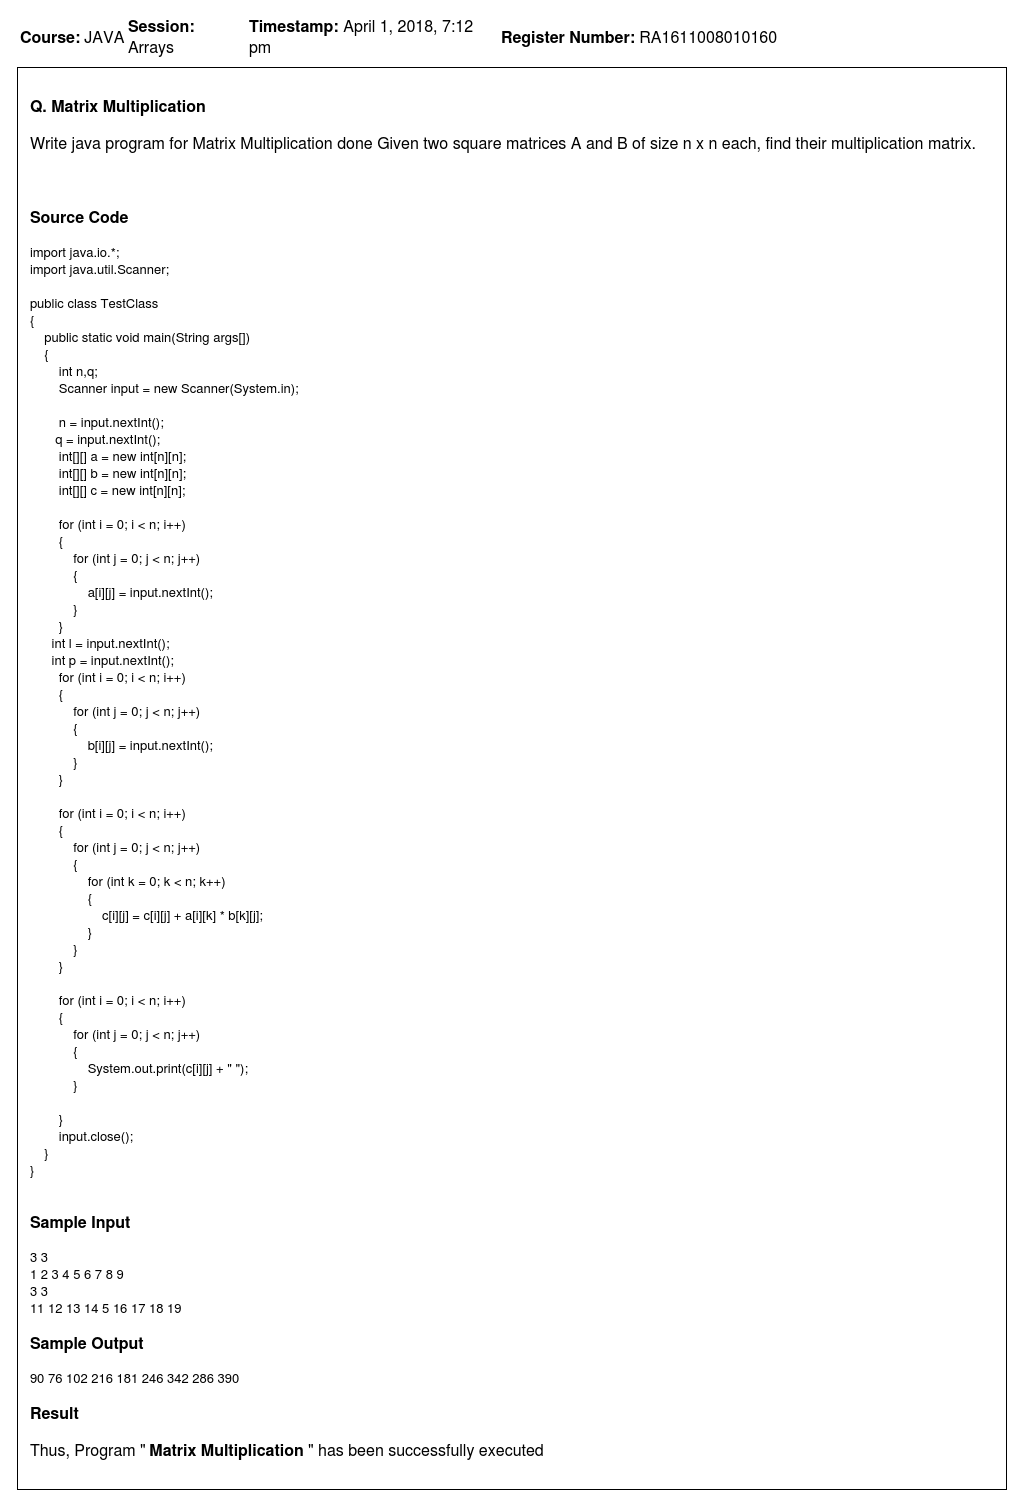 Course: JAVA Session: Arrays Timestamp: April 1, 2018, 7:12 pm Register Number: RA1611008010160
Q. Matrix Multiplication
Write java program for Matrix Multiplication done Given two square matrices A and B of size n x n each, find their multiplication matrix.
Source Code
import java.io.*;
import java.util.Scanner;
public class TestClass
{
public static void main(String args[])
{
int n,q;
Scanner input = new Scanner(System.in);
n = input.nextInt();
q = input.nextInt();
int[][] a = new int[n][n];
int[][] b = new int[n][n];
int[][] c = new int[n][n];
for (int i = 0; i < n; i++)
{
for (int j = 0; j < n; j++)
{
a[i][j] = input.nextInt();
}
}
int l = input.nextInt();
int p = input.nextInt();
for (int i = 0; i < n; i++)
{
for (int j = 0; j < n; j++)
{
b[i][j] = input.nextInt();
}
}
for (int i = 0; i < n; i++)
{
for (int j = 0; j < n; j++)
{
for (int k = 0; k < n; k++)
{
c[i][j] = c[i][j] + a[i][k] * b[k][j];
}
}
}
for (int i = 0; i < n; i++)
{
for (int j = 0; j < n; j++)
{
System.out.print(c[i][j] + " ");
}
}
input.close();
}
}
Sample Input
3 3
1 2 3 4 5 6 7 8 9
3 3
11 12 13 14 5 16 17 18 19
Sample Output
90 76 102 216 181 246 342 286 390
Result
Thus, Program " Matrix Multiplication " has been successfully executed